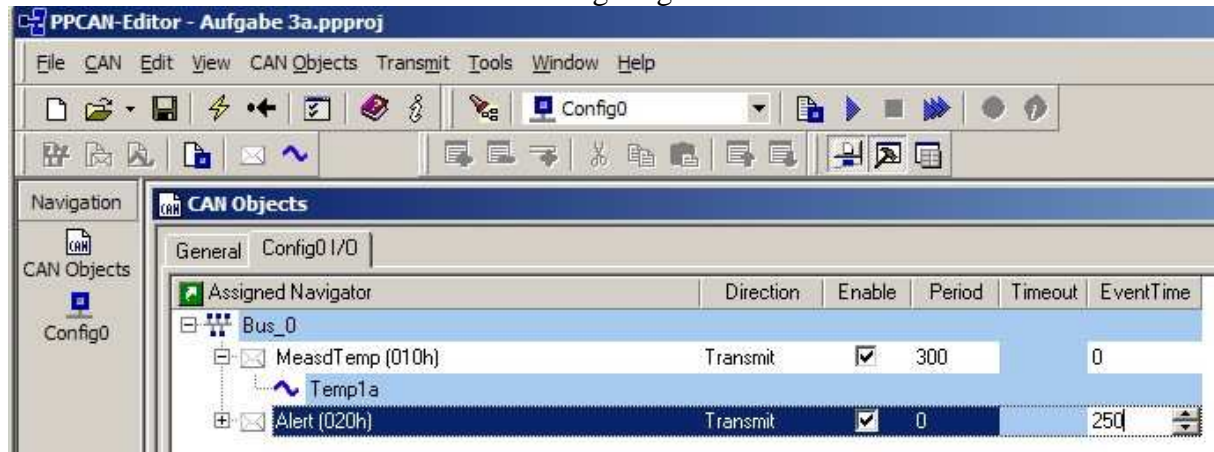 PPCAN-Editor - Aufgabe 3a.ppproj
File CAN Edit View CAN Objects Transmit Tools Window Help
Config0
Navigation
CAN Objects
CAN Objects
General Config0 I/O
Config0
Assigned Navigator Direction Enable Period Timeout EventTime
Bus_0
MeasdTemp (010h) Transmit 300 0
Temp1a
Alert (020h) Transmit 0 250